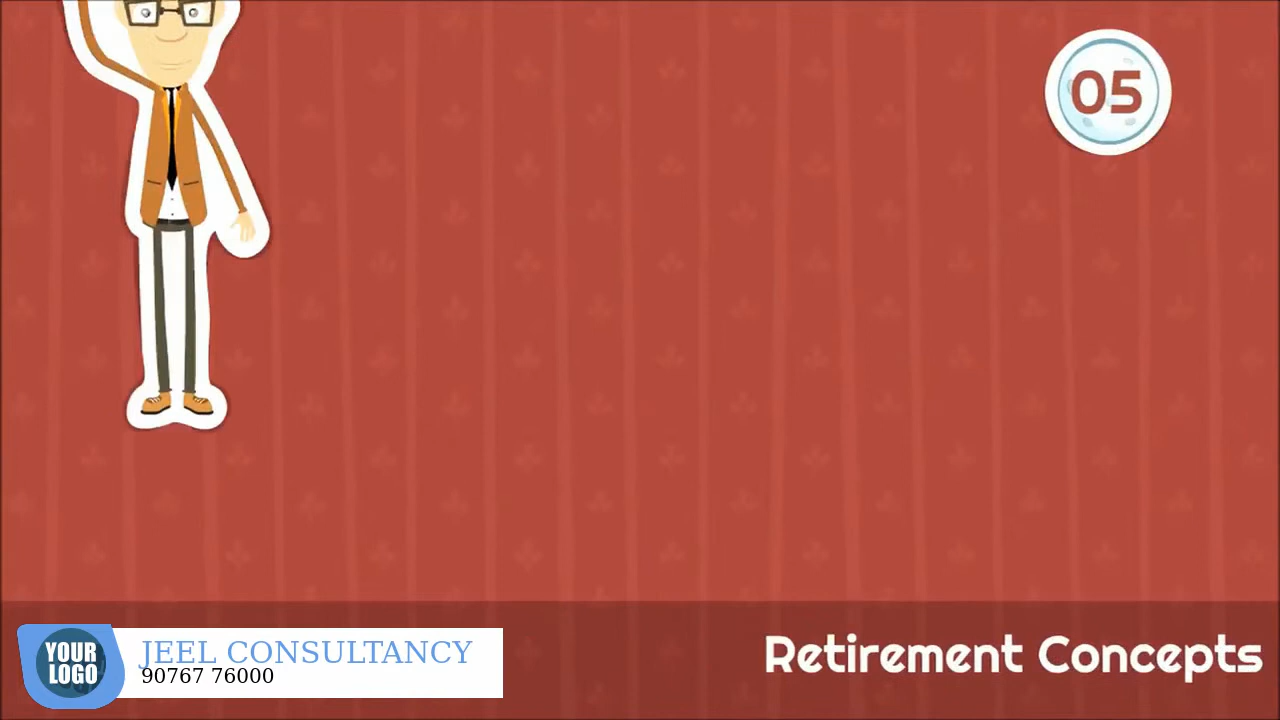 05
YOUR
LOGO
JEEL CONSULTANCY
90767 76000
Retirement Concepts